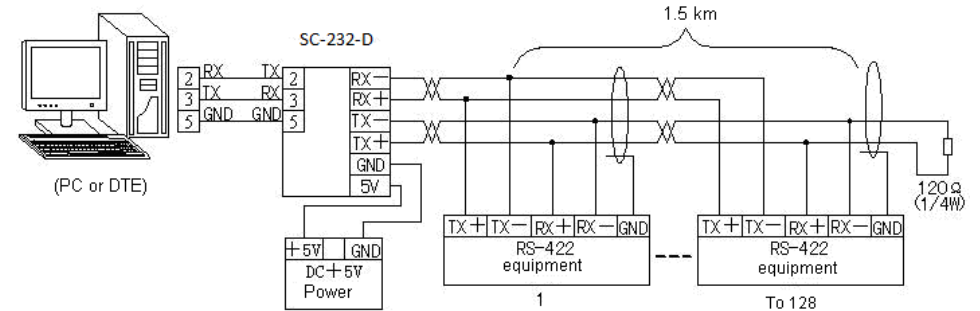 1.5 km
SC-232-D
2 RX TX 2 RX－
3 TX RX 3 RX＋
5 GND GND 5 TX－
TX＋
GND
5V
(PC or DTE)
120Ω
(1/4W)
＋5V GND
DC＋5V
Power
TX＋ TX－ RX＋ RX－ GND
RS-422
equipment
1
TX＋ TX－ RX＋ RX－ GND
RS-422
equipment
To 128